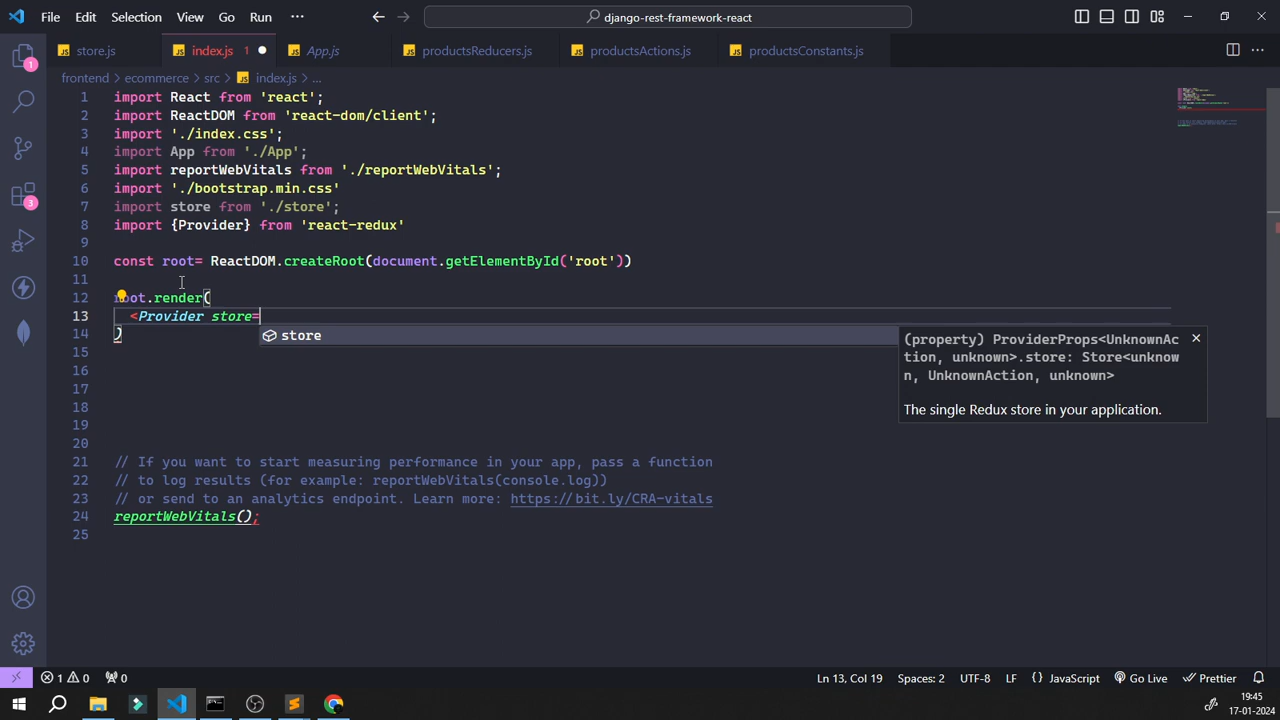 File Edit Selection View Go Run ··· django-rest-framework-react
store.js index.js 1 App.js productsReducers.js productsActions.js productsConstants.js
frontend > ecommerce > src > index.js > ...
1 import React from 'react';
2 import ReactDOM from 'react-dom/client';
3 import './index.css';
4 import App from './App';
5 import reportWebVitals from './reportWebVitals';
6 import './bootstrap.min.css'
7 import store from './store';
8 import {Provider} from 'react-redux'
9
10 const root= ReactDOM.createRoot(document.getElementById('root'))
11
12 root.render(
13 <Provider store=
store
14 )
(property) ProviderProps<UnknownAc
tion, unknown>.store: Store<unknow
n, UnknownAction, unknown>
The single Redux store in your application.
15
16
17
18
19
20
21 // If you want to start measuring performance in your app, pass a function
22 // to log results (for example: reportWebVitals(console.log))
23 // or send to an analytics endpoint. Learn more: https://bit.ly/CRA-vitals
24 reportWebVitals();
25
1
3
1 0 0 Ln 13, Col 19 Spaces: 2 UTF-8 LF {} JavaScript Go Live Prettier
19:45
17-01-2024